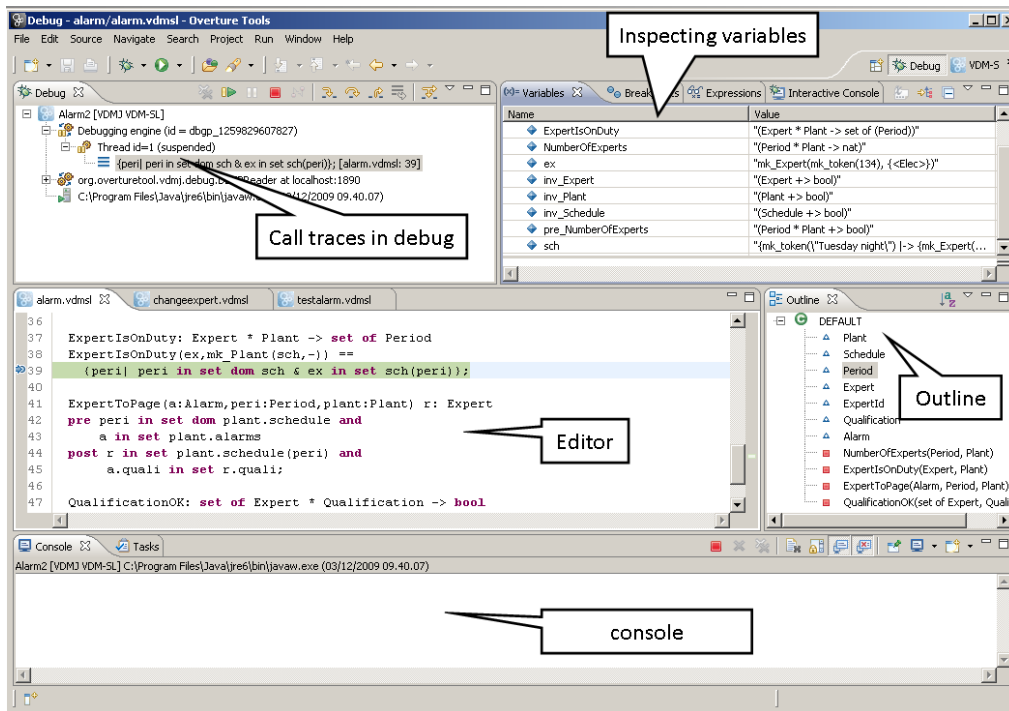 Debug - alarm/alarm.vdmsl - Overture Tools
File Edit Source Navigate Search Project Run Window Help
Inspecting variables
Debug VDM-S
Debug
Alarm2 [VDMJ VDM-SL]
Debugging engine (id = dbgp_1259829607827)
Thread id=1 (suspended)
{peri| peri in set dom sch & ex in set sch(peri)}; [alarm.vdmsl: 39]
org.overturetool.vdmj.debug. Reader at localhost:1890
C:\Program Files\Java\jre6\bin\javaw. /12/2009 09.40.07)
Call traces in debug
(x)= Variables Expressions Interactive Console
Name Value
ExpertIsOnDuty "(Expert * Plant -> set of (Period))"
NumberOfExperts "(Period * Plant -> nat)"
ex "mk_Expert(mk_token(134), {<Elec>})"
inv_Expert "(Expert +> bool)"
inv_Plant "(Plant +> bool)"
inv_Schedule "(Schedule +> bool)"
pre_NumberOfExperts "(Period * Plant +> bool)"
sch "{mk_token(\"Tuesday night\") |-> {mk_Expert(...
alarm.vdmsl changeexpert.vdmsl testalarm.vdmsl
36
37 ExpertIsOnDuty: Expert * Plant -> set of Period
38 ExpertIsOnDuty(ex,mk_Plant(sch,-)) ==
39 {peri| peri in set dom sch & ex in set sch(peri)};
40
41 ExpertToPage(a:Alarm,peri:Period,plant:Plant) r: Expert
42 pre peri in set dom plant.schedule and
43 a in set plant.alarms
44 post r in set plant.schedule(peri) and
45 a.quali in set r.quali;
46
47 QualificationOK: set of Expert * Qualification -> bool
Editor
Outline
DEFAULT
Plant
Schedule
Period
Expert
ExpertId
Qualification
Alarm
NumberOfExperts(Period, Plant)
ExpertIsOnDuty(Expert, Plant)
ExpertToPage(Alarm, Period, Plant)
QualificationOK(set of Expert, Quali
Outline
Console Tasks
Alarm2 [VDMJ VDM-SL] C:\Program Files\Java\jre6\bin\javaw.exe (03/12/2009 09.40.07)
console